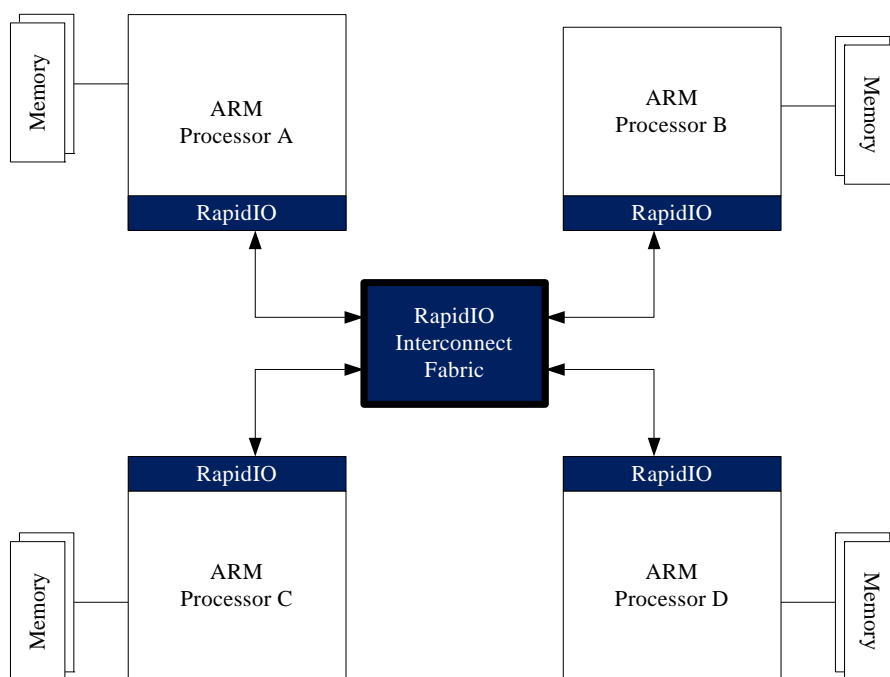 Memory
ARM
Processor A
RapidIO
ARM
Processor B
RapidIO
Memory
RapidIO
Interconnect
Fabric
Memory
RapidIO
ARM
Processor C
RapidIO
ARM
Processor D
Memory